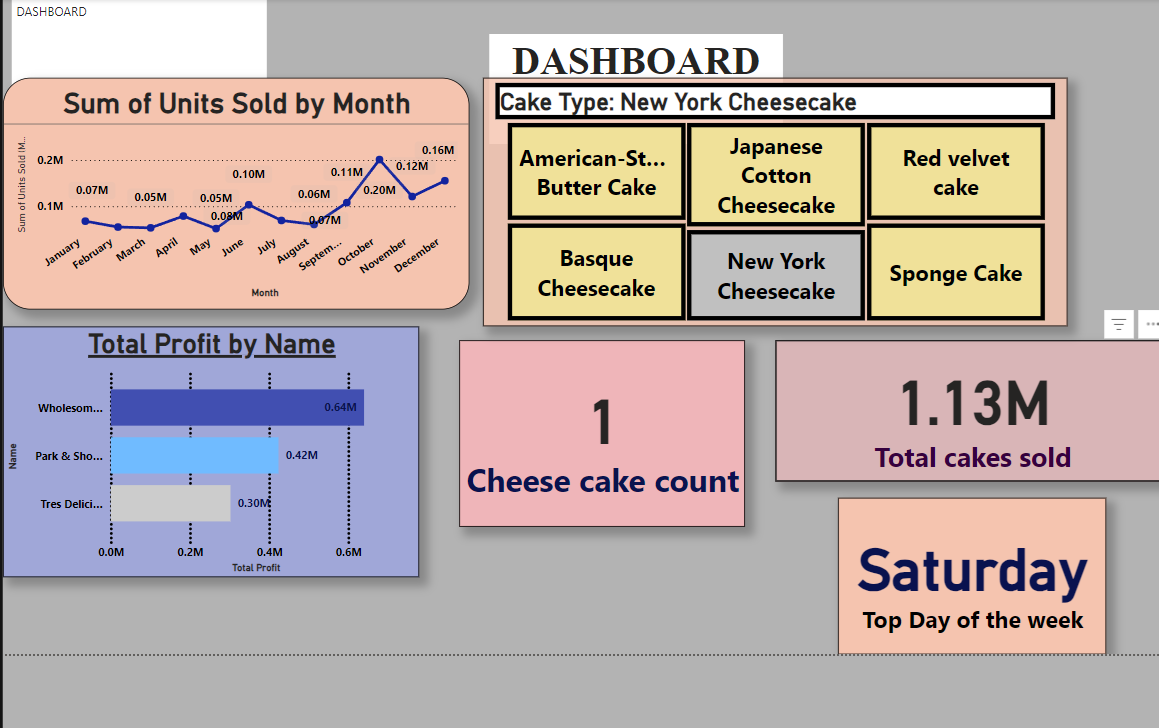 DASHBOARD
DASHBOARD
Sum of Units Sold by Month
Sum of Units Sold (M...
0.2M
0.1M
0.07M
0.05M
0.05M
0.08M
0.10M
0.06M
0.07M
0.11M
0.20M
0.12M
0.16M
January
February
March
April
May
June
July
August
Septem...
October
November
December
Month
Cake Type: New York Cheesecake
American-St...
Butter Cake
Japanese
Cotton
Cheesecake
Red velvet
cake
Basque
Cheesecake
New York
Cheesecake
Sponge Cake
Total Profit by Name
Name
Wholesom...
0.64M
Park & Sho...
0.42M
Tres Delici...
0.30M
0.0M
0.2M
0.4M
0.6M
Total Profit
1
Cheese cake count
1.13M
Total cakes sold
Saturday
Top Day of the week